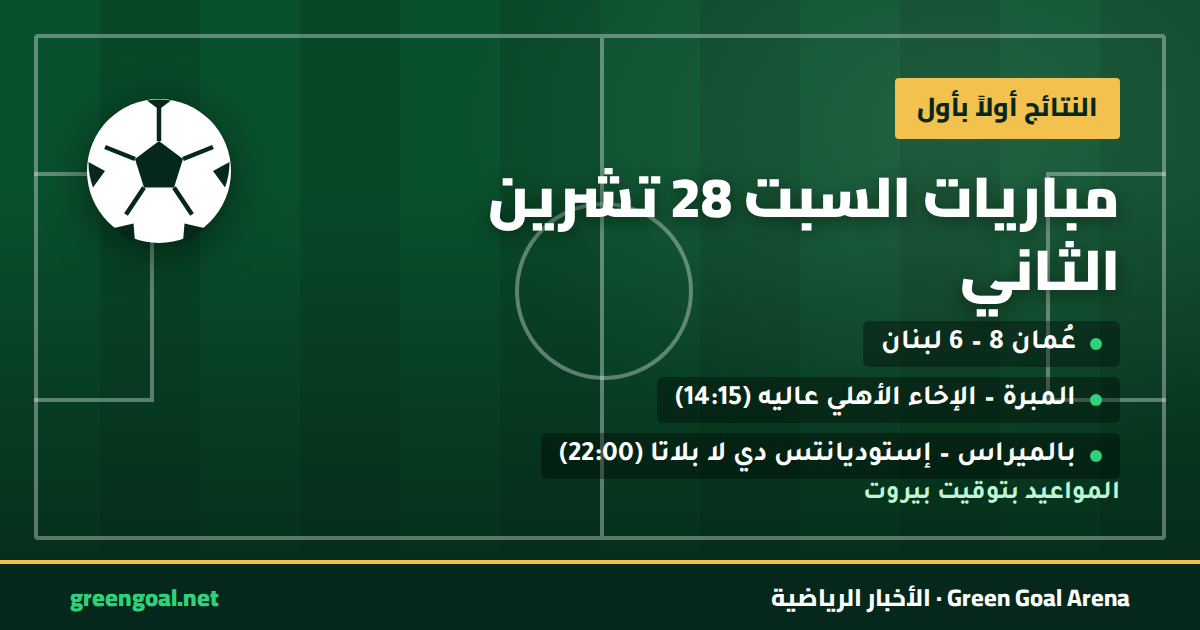 النتائج أولاً بأول
مباريات السبت 28 تشرين
الثاني
عُمان 8 - 6 لبنان
المبرة - الإخاء الأهلي عاليه (14:15)
بالميراس - إستوديانتس دي لا بلاتا (22:00)
المواعيد بتوقيت بيروت
Green Goal Arena · الأخبار الرياضية
greengoal.net